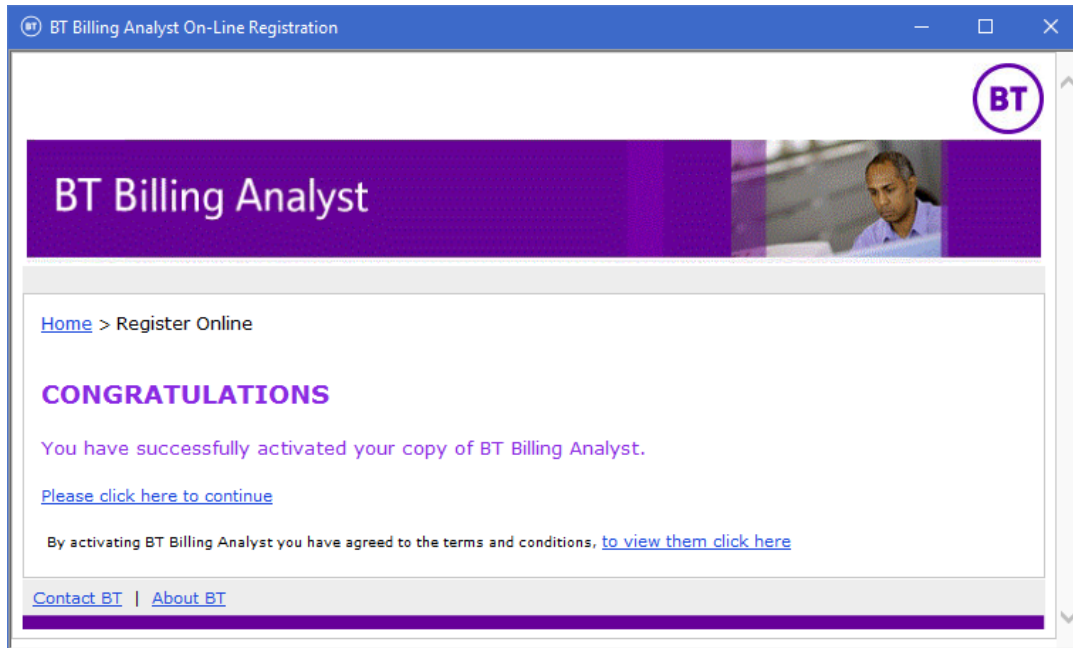 BT BT Billing Analyst On-Line Registration
BT
BT Billing Analyst
Home > Register Online
CONGRATULATIONS
You have successfully activated your copy of BT Billing Analyst.
Please click here to continue
By activating BT Billing Analyst you have agreed to the terms and conditions, to view them click here
Contact BT | About BT